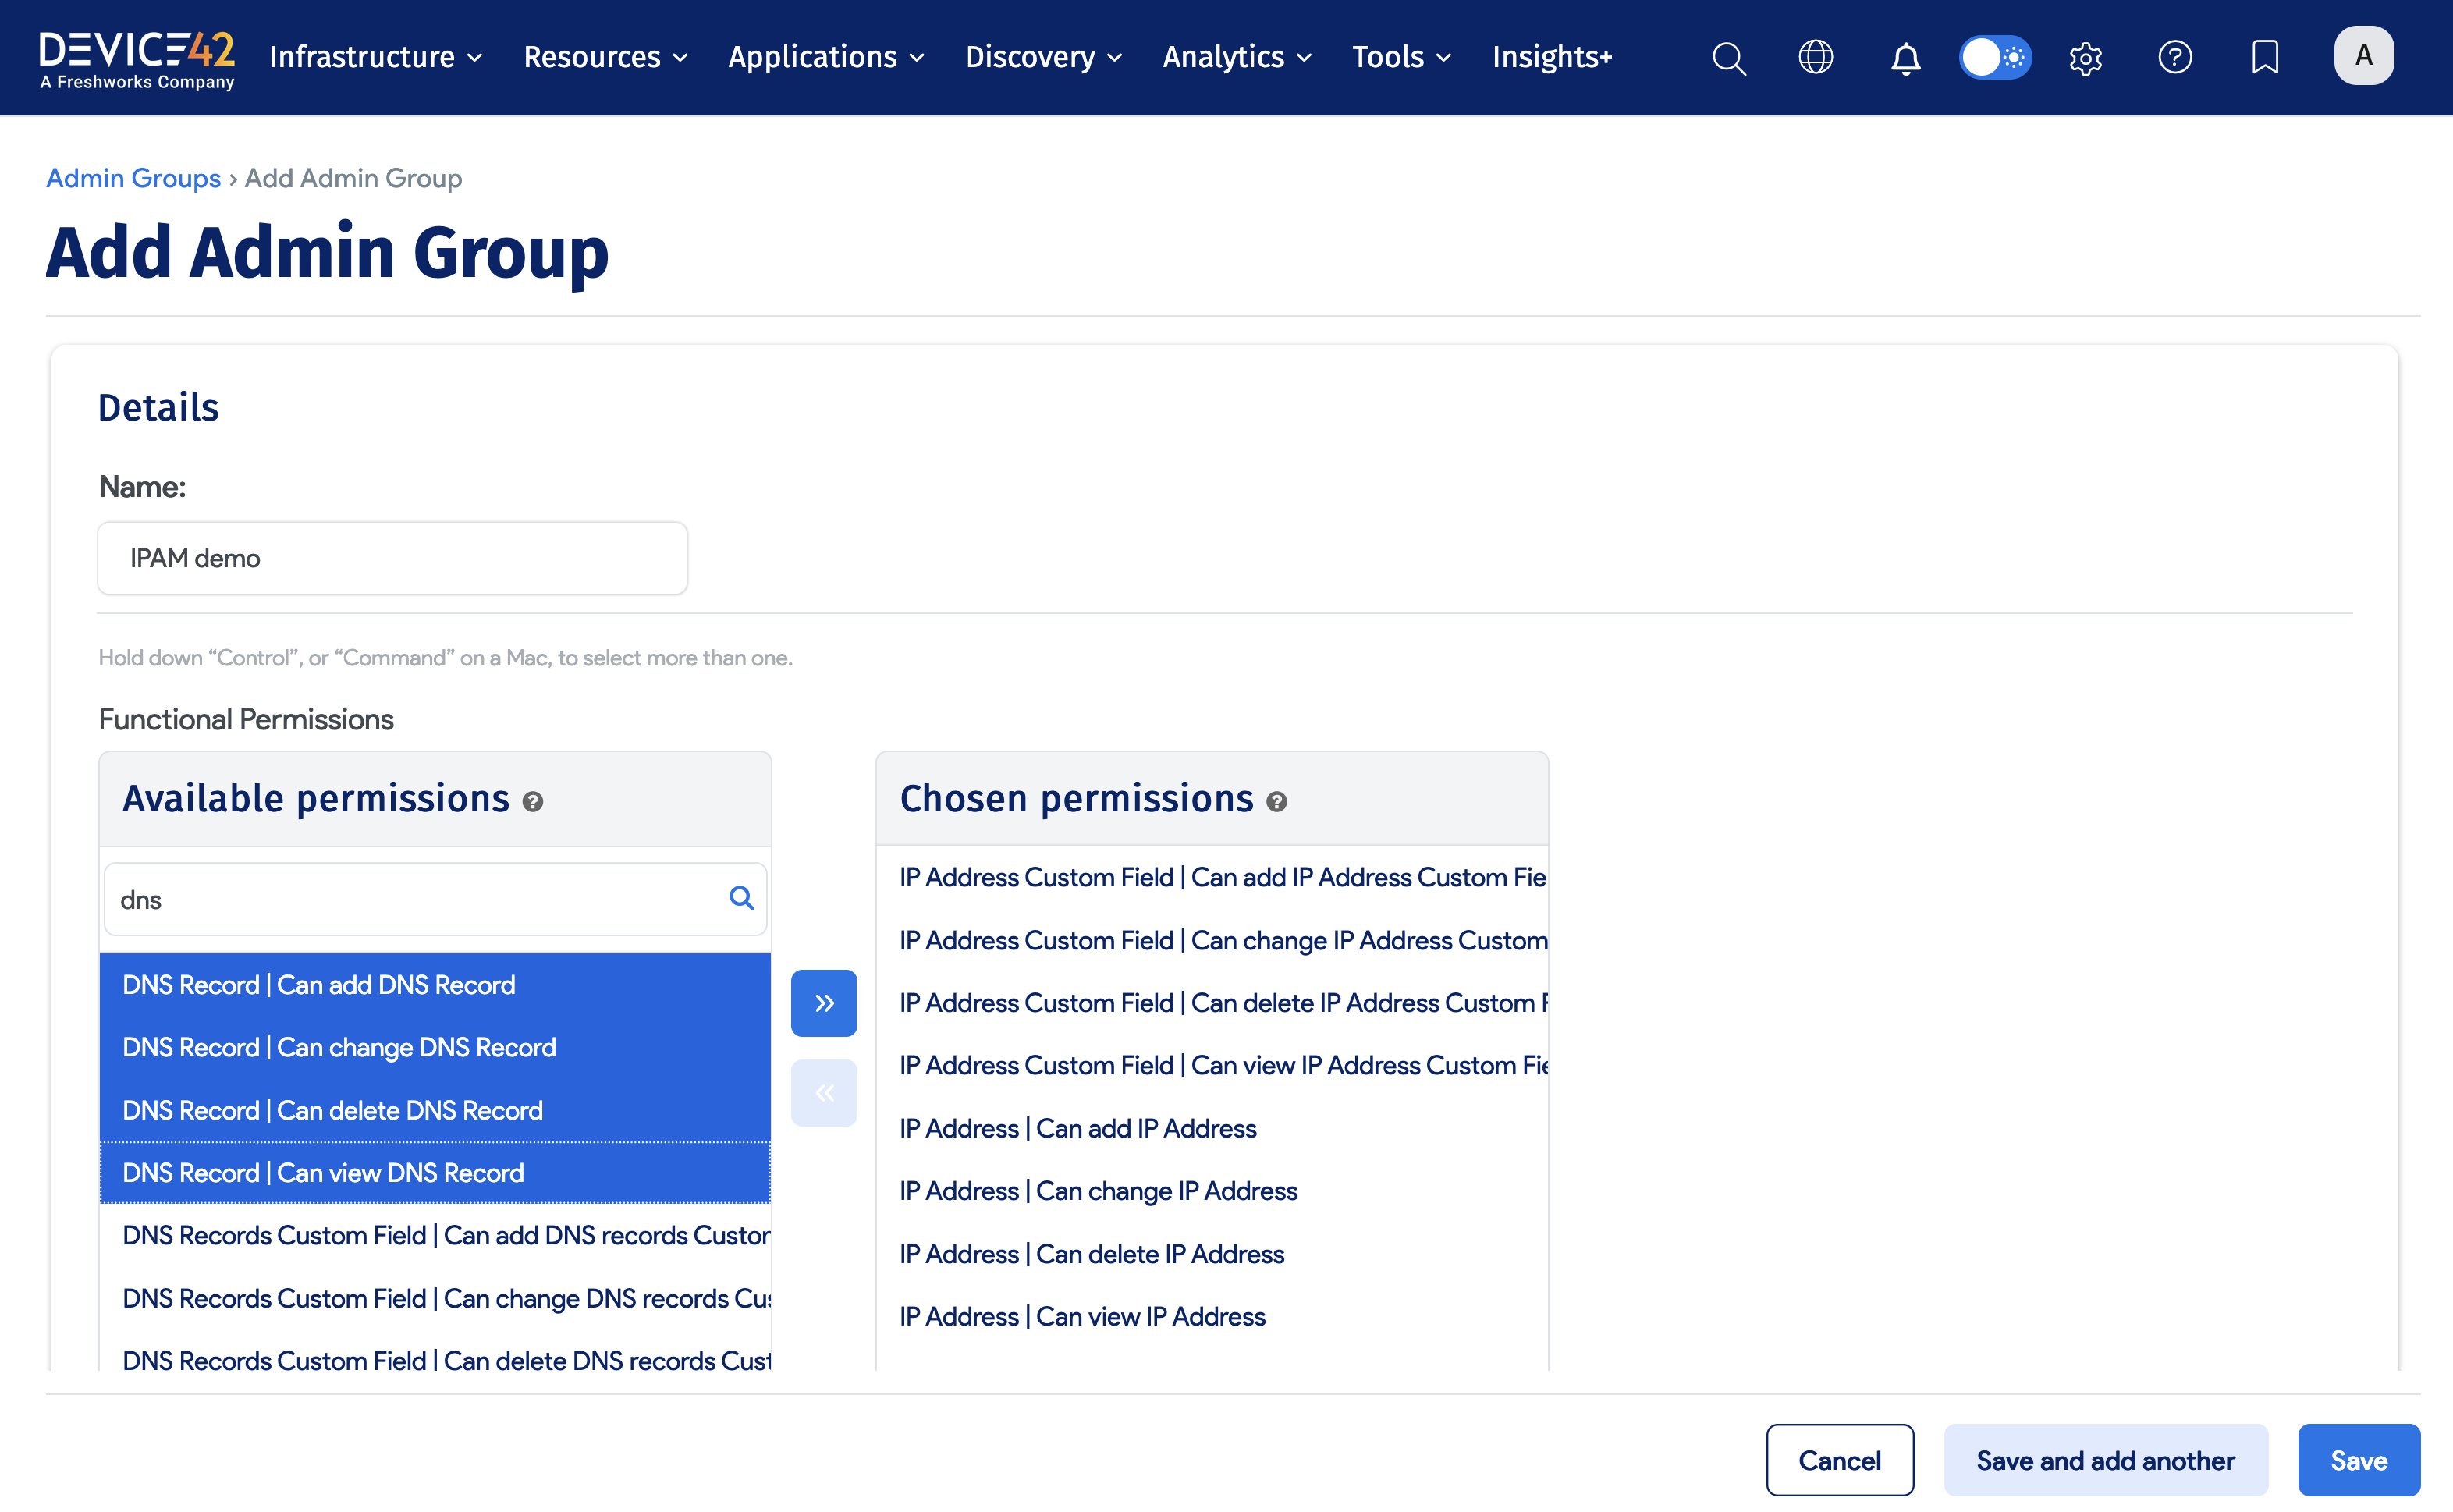 DEVICE42
A Freshworks Company
Infrastructure
Resources
Applications
Discovery
Analytics
Tools
Insights+
A
Admin Groups › Add Admin Group
Add Admin Group
Details
Name:
IPAM demo
Hold down “Control”, or “Command” on a Mac, to select more than one.
Functional Permissions
Available permissions ?
dns
DNS Record | Can add DNS Record
DNS Record | Can change DNS Record
DNS Record | Can delete DNS Record
DNS Record | Can view DNS Record
DNS Records Custom Field | Can add DNS records Custor
DNS Records Custom Field | Can change DNS records Cus
DNS Records Custom Field | Can delete DNS records Cust
»
«
Chosen permissions ?
IP Address Custom Field | Can add IP Address Custom Fie
IP Address Custom Field | Can change IP Address Custom
IP Address Custom Field | Can delete IP Address Custom F
IP Address Custom Field | Can view IP Address Custom Fie
IP Address | Can add IP Address
IP Address | Can change IP Address
IP Address | Can delete IP Address
IP Address | Can view IP Address
Cancel
Save and add another
Save